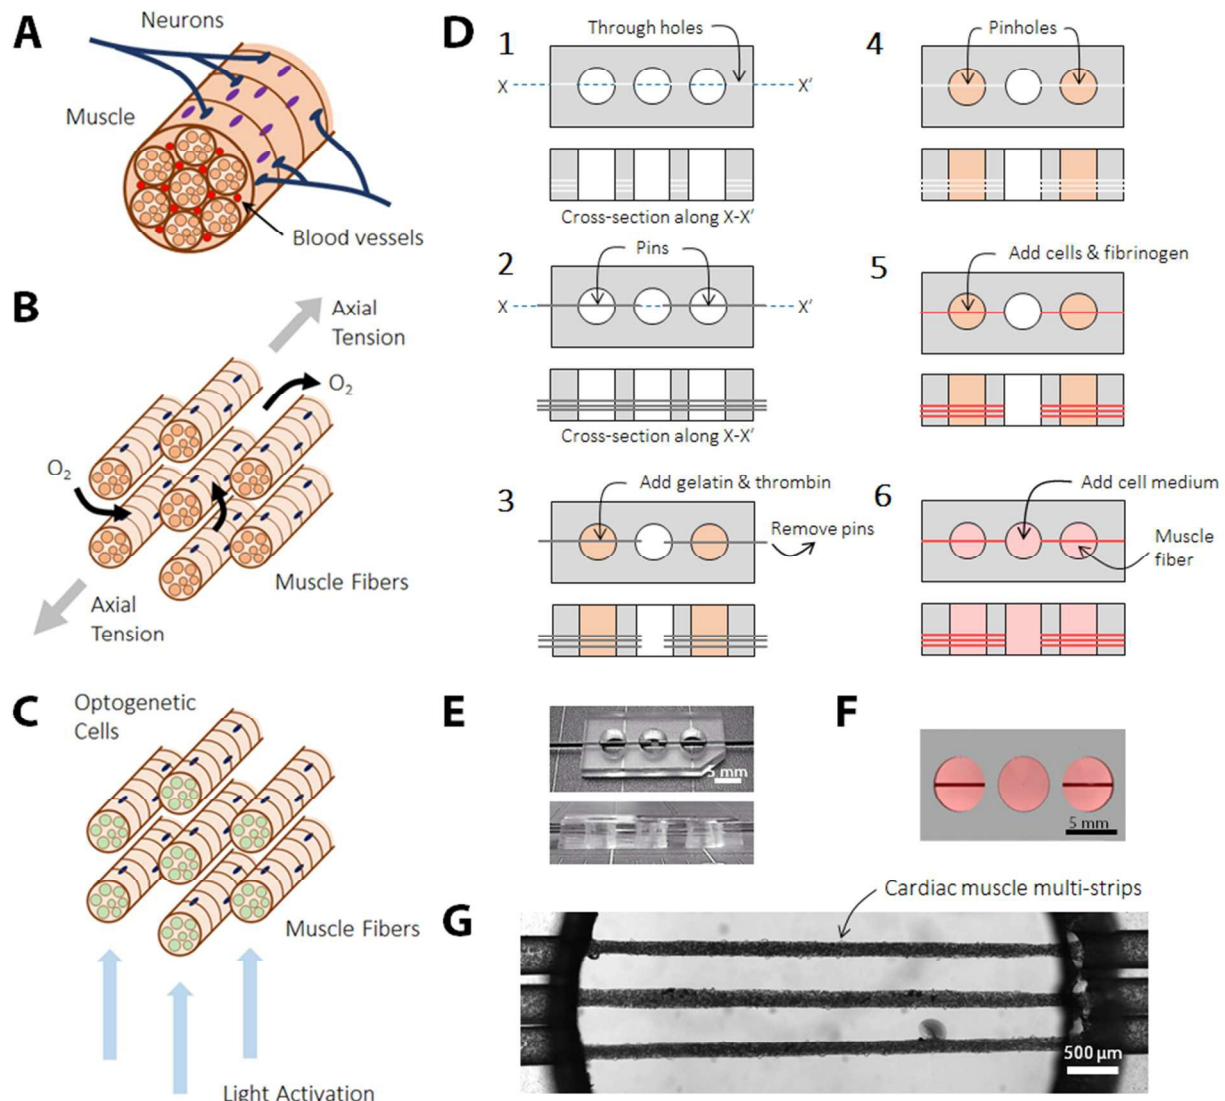 A
Neurons
Muscle
Blood vessels
B
Axial
Tension
O2
O2
Muscle Fibers
Axial
Tension
C
Optogenetic
Cells
Muscle Fibers
Light Activation
D
1
Through holes
X
X'
Cross-section along X-X'
2
Pins
X
X'
Cross-section along X-X'
3
Add gelatin & thrombin
Remove pins
4
Pinholes
5
Add cells & fibrinogen
6
Add cell medium
Muscle
fiber
E
5 mm
F
5 mm
G
Cardiac muscle multi-strips
500 µm